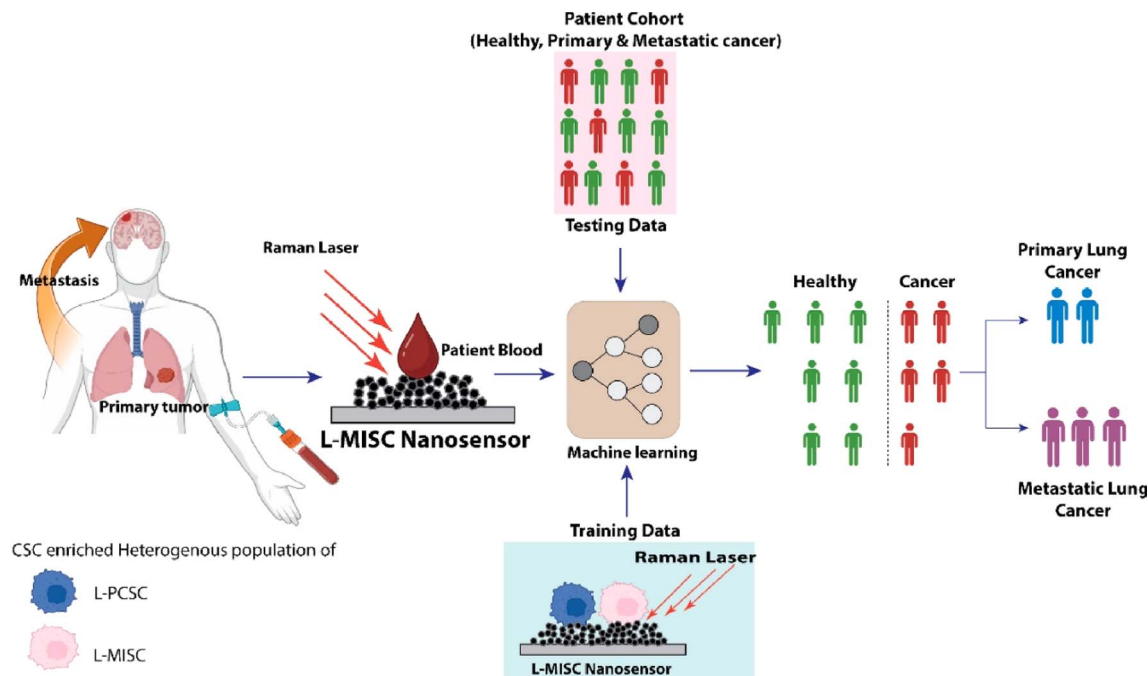 Patient Cohort
(Healthy, Primary & Metastatic cancer)
Testing Data
Metastasis
Primary tumor
Raman Laser
Patient Blood
L-MISC Nanosensor
Machine learning
Healthy
Cancer
Primary Lung
Cancer
Metastatic Lung
Cancer
Training Data
Raman Laser
L-MISC Nanosensor
CSC enriched Heterogenous population of
L-PCSC
L-MISC